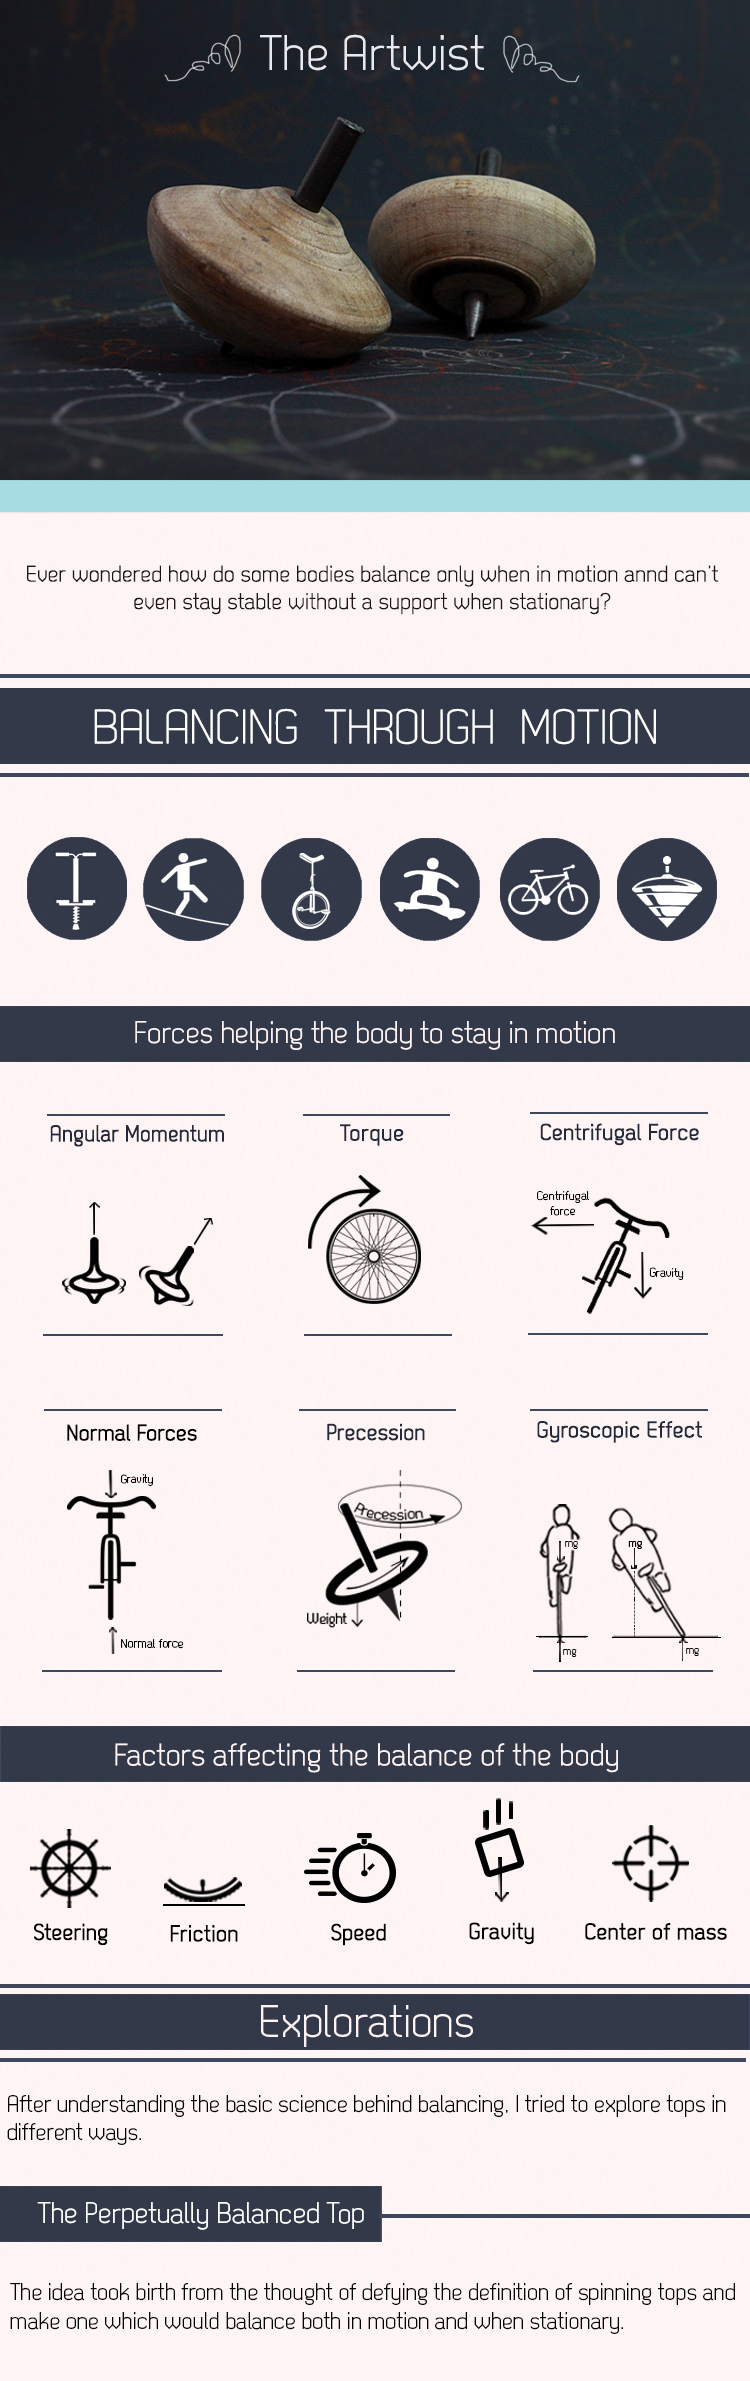 The Artwist
Ever wondered how do some bodies balance only when in motion annd can't
even stay stable without a support when stationary?
BALANCING THROUGH MOTION
Forces helping the body to stay in motion
Angular Momentum
Torque
Centrifugal Force
Centrifugal
force
Gravity
Normal Forces
Precession
Gyroscopic Effect
Gravity
Normal force
Precession
Weight
mg
mg
mg
mg
Factors affecting the balance of the body
Steering
Friction
Speed
Gravity
Center of mass
Explorations
After understanding the basic science behind balancing, I tried to explore tops in
different ways.
The Perpetually Balanced Top
The idea took birth from the thought of defying the definition of spinning tops and
make one which would balance both in motion and when stationary.